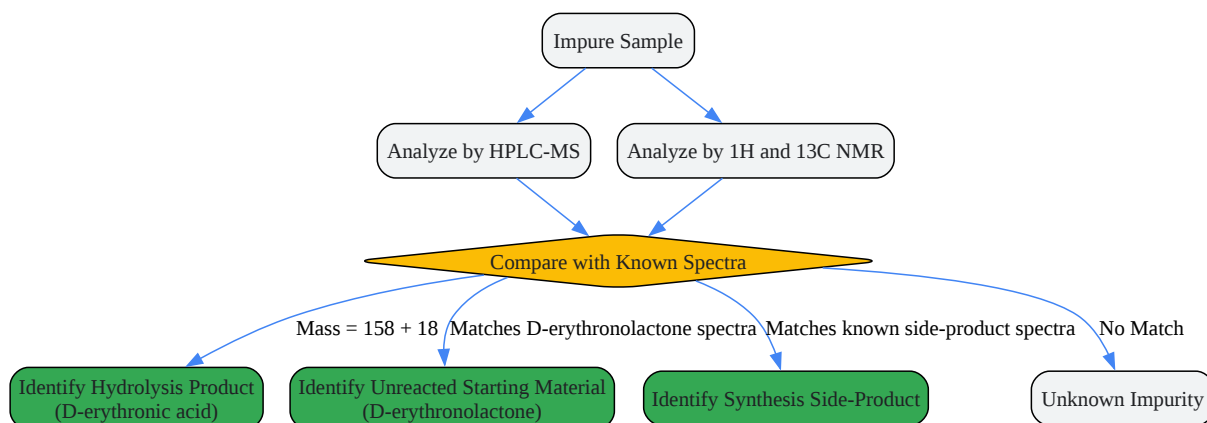 Impure Sample
Analyze by HPLC-MS
Analyze by 1H and 13C NMR
Compare with Known Spectra
Mass = 158 + 18
Matches D-erythronolactone spectra
Matches known side-product spectra
No Match
Identify Hydrolysis Product
(D-erythronic acid)
Identify Unreacted Starting Material
(D-erythronolactone)
Identify Synthesis Side-Product
Unknown Impurity